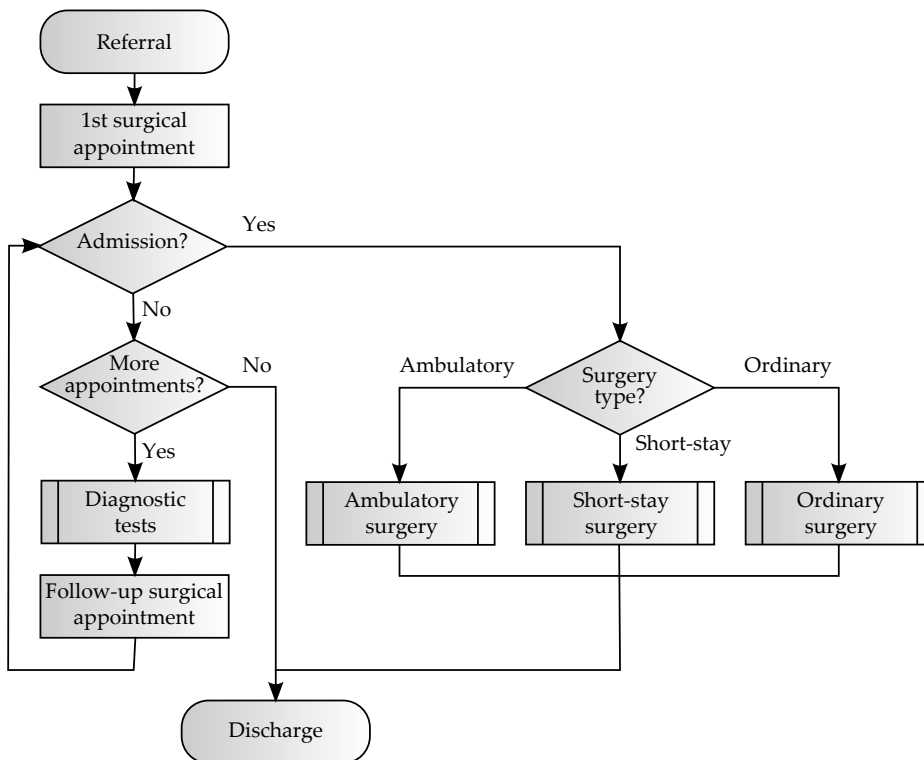 Referral
1st surgical
appointment
Yes
Admission?
No
More
appointments?
No
Yes
Diagnostic
tests
Follow-up surgical
appointment
Ambulatory
Surgery
type?
Ordinary
Short-stay
Ambulatory
surgery
Short-stay
surgery
Ordinary
surgery
Discharge